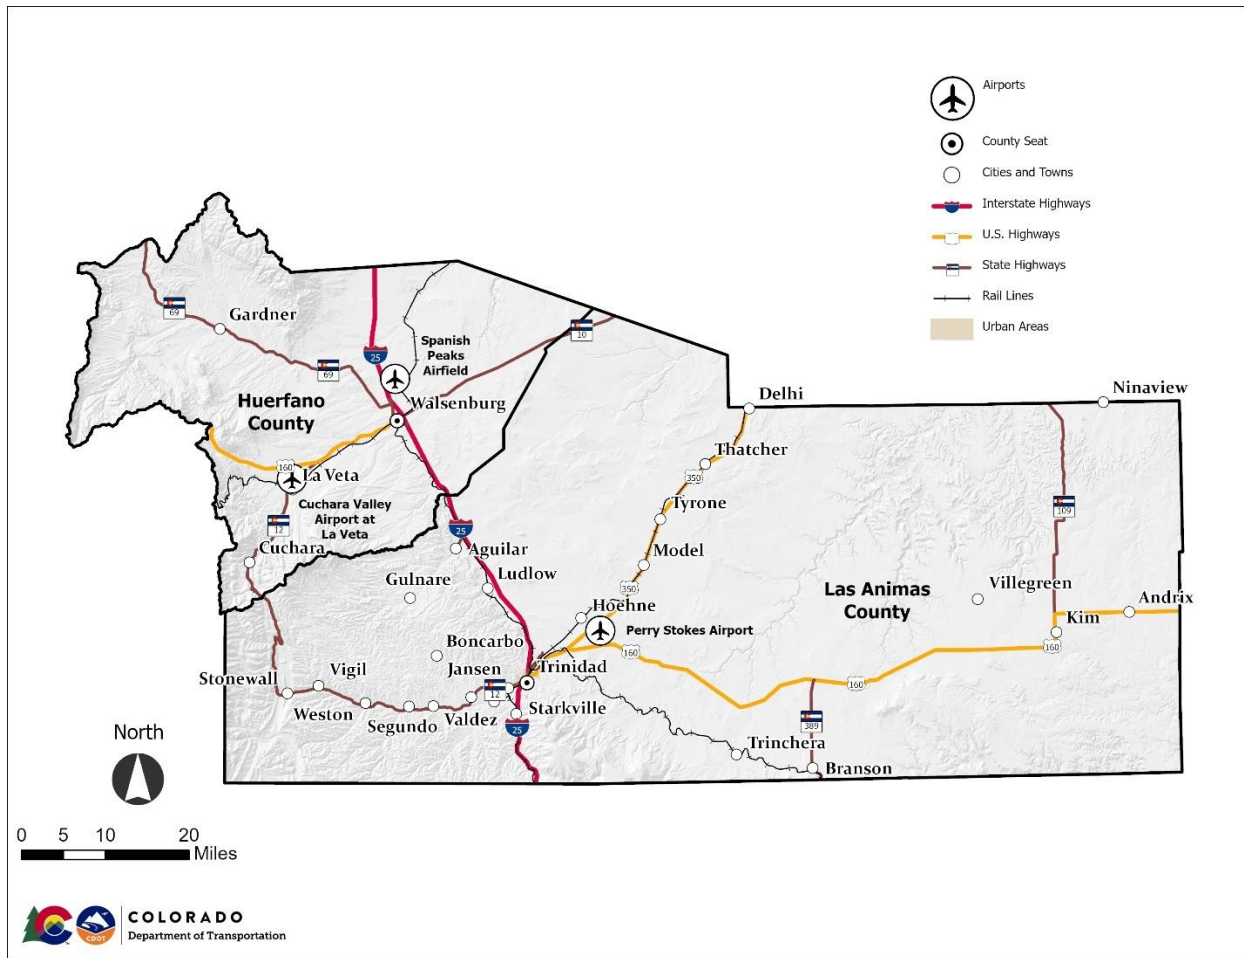 Airports
County Seat
Cities and Towns
Interstate Highways
U.S. Highways
State Highways
Rail Lines
Urban Areas
69
Gardner
25
10
Spanish
Peaks
Airfield
69
Huerfano
County
Walsenburg
Delhi
Ninaview
160
La Veta
Thatcher
350
Cuchara Valley
Airport at
La Veta
12
Tyrone
109
25
Cuchara
Aguilar
Model
Gulnare
Ludlow
350
Las Animas
County
Villegreen
Andrix
Hoehne
Perry Stokes Airport
Kim
Boncarbo
160
160
Stonewall
Vigil
Jansen
Trinidad
12
160
Weston
Segundo
Valdez
Starkville
25
389
Trinchera
Branson
North
0 5 10 20
Miles
C
CDOT
COLORADO
Department of Transportation